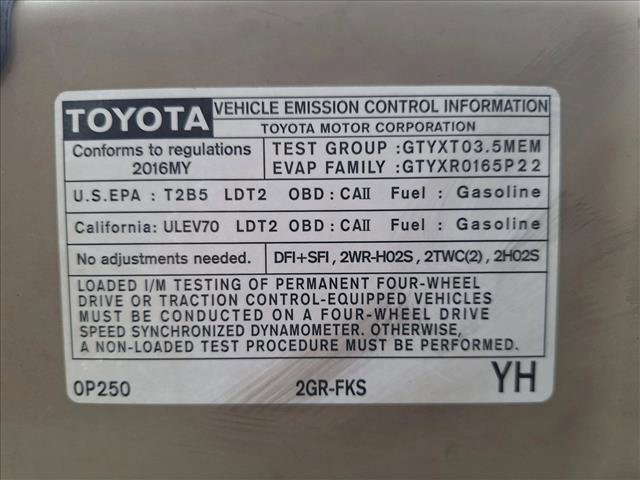 TOYOTA VEHICLE EMISSION CONTROL INFORMATION
TOYOTA MOTOR CORPORATION
Conforms to regulations
2016MY
TEST GROUP : GTYXT03.5MEM
EVAP FAMILY : GTYXR0165P22
U.S.EPA : T2B5 LDT2 OBD : CAII Fuel : Gasoline
California: ULEV70 LDT2 OBD : CAII Fuel : Gasoline
No adjustments needed. DFI+SFI , 2WR-HO2S , 2TWC(2) , 2HO2S
LOADED I/M TESTING OF PERMANENT FOUR-WHEEL
DRIVE OR TRACTION CONTROL-EQUIPPED VEHICLES
MUST BE CONDUCTED ON A FOUR-WHEEL DRIVE
SPEED SYNCHRONIZED DYNAMOMETER. OTHERWISE,
A NON-LOADED TEST PROCEDURE MUST BE PERFORMED.
0P250 2GR-FKS YH